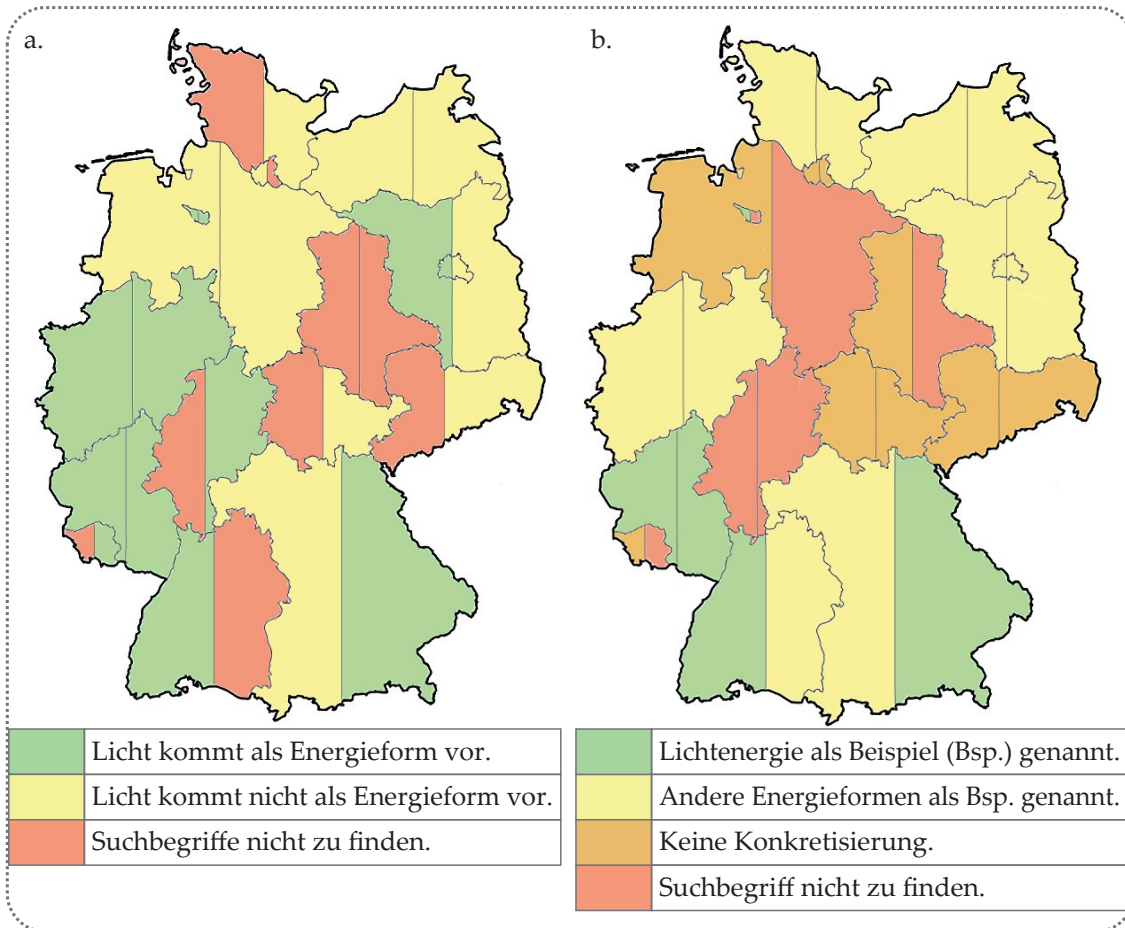 a.
b.
Licht kommt als Energieform vor.
Licht kommt nicht als Energieform vor.
Suchbegriffe nicht zu finden.
Lichtenergie als Beispiel (Bsp.) genannt.
Andere Energieformen als Bsp. genannt.
Keine Konkretisierung.
Suchbegriff nicht zu finden.